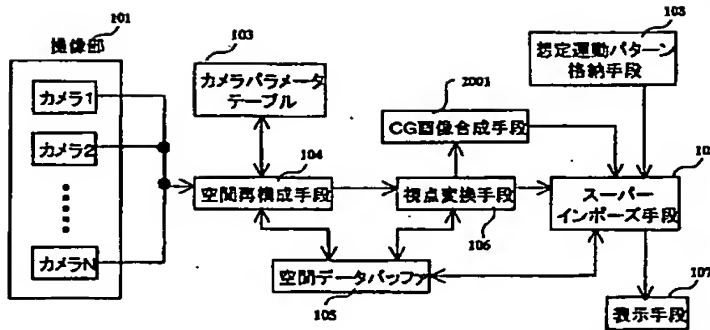 101
撮像部
カメラ1
カメラ2
カメラN
103
カメラパラメータ
テーブル
104
空間再構成手段
2001
CG画像合成手段
視点変換手段
106
空間データバッファ
105
想定運動パターン
格納手段
スーパー
インポーズ手段
107
表示手段